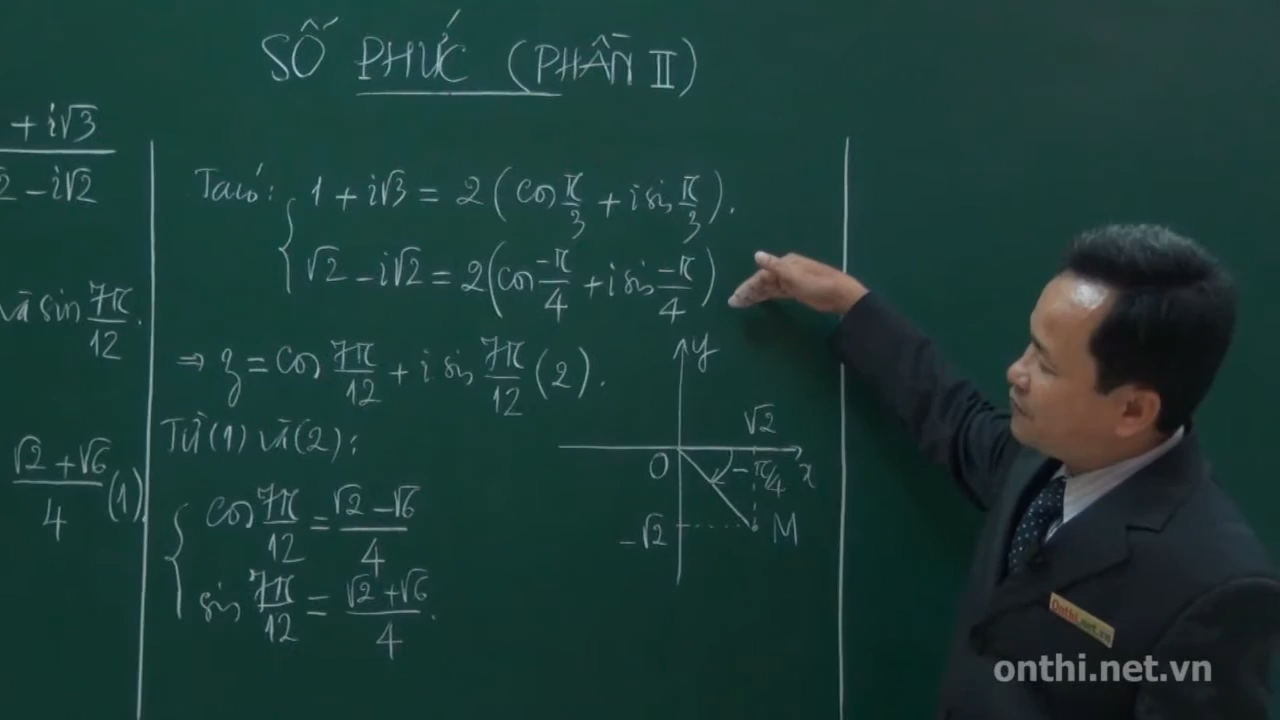 SỐ PHỨC (PHẦN II)
+ i√3
2 - i√2
và sin 7π/12.
√2 + √6 / 4 (1).
Ta có: { 1 + i√3 = 2 (cos π/3 + i sin π/3).
√2 - i√2 = 2 (cos -π/4 + i sin -π/4)
⇒ z = cos 7π/12 + i sin 7π/12 (2).
Từ (1) và (2):
{ cos 7π/12 = √2 - √6 / 4
sin 7π/12 = √2 + √6 / 4.
y
√2
O
-π/4
x
-√2
M
Onthi.net.vn
onthi.net.vn